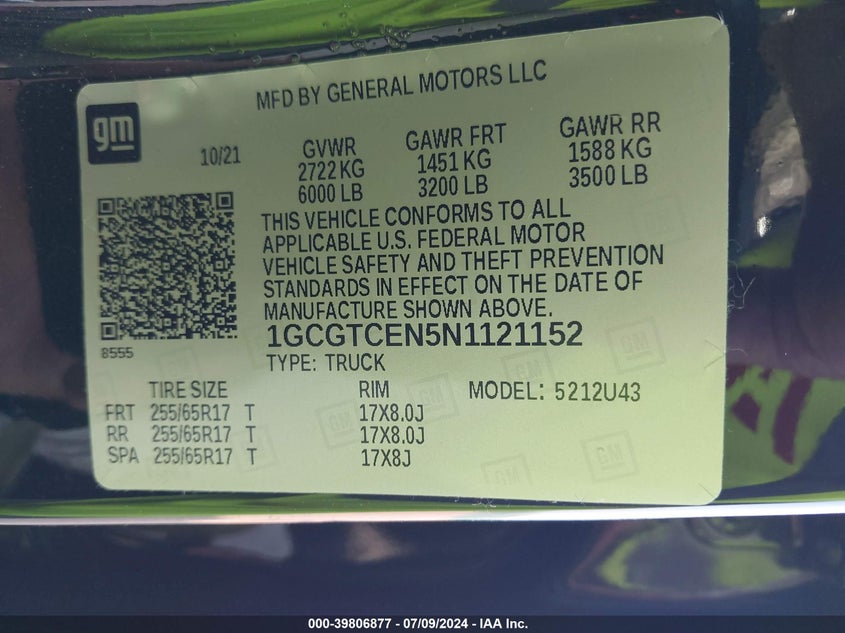 MFD BY GENERAL MOTORS LLC
gm
10/21
GVWR GAWR FRT GAWR RR
2722 KG 1451 KG 1588 KG
6000 LB 3200 LB 3500 LB
THIS VEHICLE CONFORMS TO ALL
APPLICABLE U.S. FEDERAL MOTOR
VEHICLE SAFETY AND THEFT PREVENTION
STANDARDS IN EFFECT ON THE DATE OF
MANUFACTURE SHOWN ABOVE.
1GCGTCEN5N1121152
8555
TYPE: TRUCK
TIRE SIZE RIM MODEL: 5212U43
FRT 255/65R17 T 17X8.0J
RR 255/65R17 T 17X8.0J
SPA 255/65R17 T 17X8J
GM GM GM GM
000-39806877 - 07/09/2024 - IAA Inc.